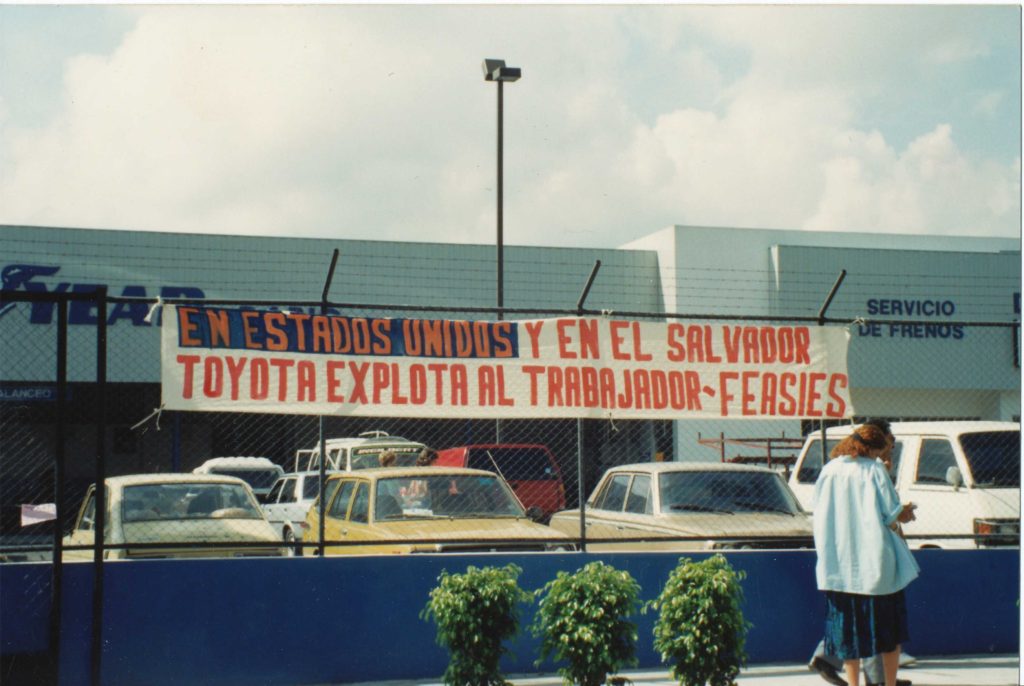 EN ESTADOS UNIDOS Y EN EL SALVADOR
TOYOTA EXPLOTA AL TRABAJADOR~FEASIES
SERVICIO
DE FRENOS